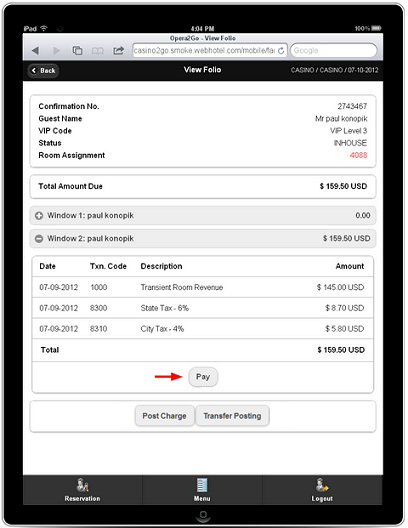 iPad 4:04 PM 100%
Opera2Go - View Folio
casino2go.smoke.webhotel.com/mobile/fac Google
Back View Folio CASINO / CASINO / 07-10-2012
Confirmation No. 2743467
Guest Name Mr paul konopik
VIP Code VIP Level 3
Status INHOUSE
Room Assignment 4088
Total Amount Due $ 159.50 USD
Window 1: paul konopik 0.00
Window 2: paul konopik $ 159.50 USD
Date Txn. Code Description Amount
07-09-2012 1000 Transient Room Revenue $ 145.00 USD
07-09-2012 8300 State Tax - 6% $ 8.70 USD
07-09-2012 8310 City Tax - 4% $ 5.80 USD
Total $ 159.50 USD
Pay
Post Charge Transfer Posting
Reservation Menu Logout